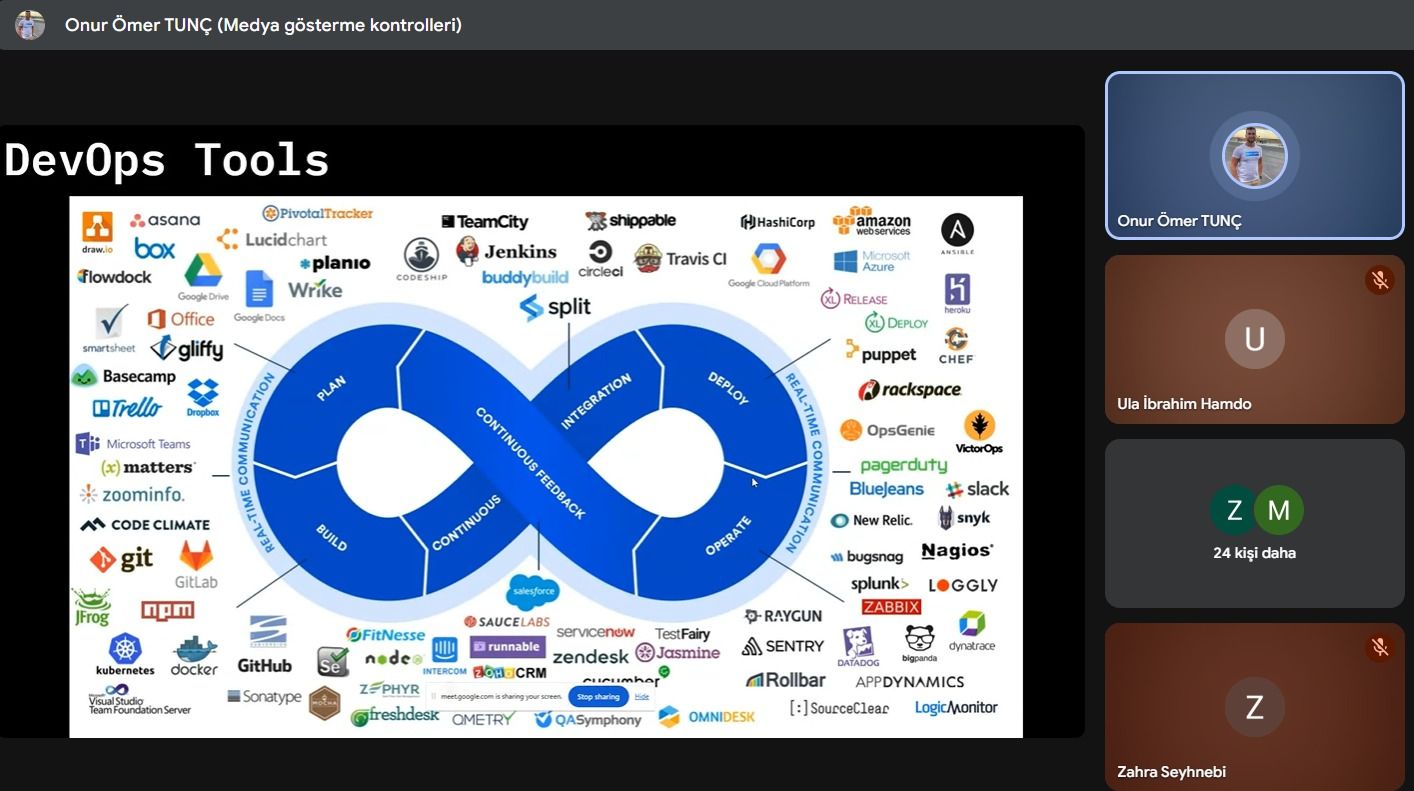 Onur Ömer TUNÇ (Medya gösterme kontrolleri)
DevOps Tools
draw.io
asana
PivotalTracker
TeamCity
shippable
HashiCorp
amazon
web services
ANSIBLE
box
Lucidchart
CODESHIP
Jenkins
circleci
Travis CI
Google Cloud Platform
Microsoft
Azure
flowdock
Google Drive
planio
buddybuild
Wrike
Google Docs
split
XL RELEASE
heroku
smartsheet
Office
gliffy
XL DEPLOY
puppet
CHEF
Basecamp
Trello
Dropbox
rackspace
Microsoft Teams
OpsGenie
VictorOps
(x)matters
pagerduty
zoominfo.
BlueJeans
slack
CODE CLIMATE
New Relic.
snyk
git
GitLab
bugsnag
Nagios
splunk>
LOGGLY
JFrog
npm
ZABBIX
PLAN
BUILD
CONTINUOUS
INTEGRATION
CONTINUOUS FEEDBACK
DEPLOY
OPERATE
REAL-TIME COMMUNICATION
REAL-TIME COMMUNICATION
salesforce
kubernetes
docker
SUBVERSION
GitHub
Se
FitNesse
node
INTERCOM
SAUCELABS
runnable
ZOHO CRM
servicenow
zendesk
TestFairy
Jasmine
cucumber
RAYGUN
SENTRY
DATADOG
bigpanda
dynatrace
Rollbar
APPDYNAMICS
Microsoft
Visual Studio
Team Foundation Server
Sonatype
MOCHA
ZEPHYR
freshdesk
QMETRY
QASymphony
OMNIDESK
[:]SourceClear
LogicMonitor
meet.google.com is sharing your screen.
Stop sharing
Hide
Onur Ömer TUNÇ
U
Ula İbrahim Hamdo
Z
M
24 kişi daha
Z
Zahra Seyhnebi